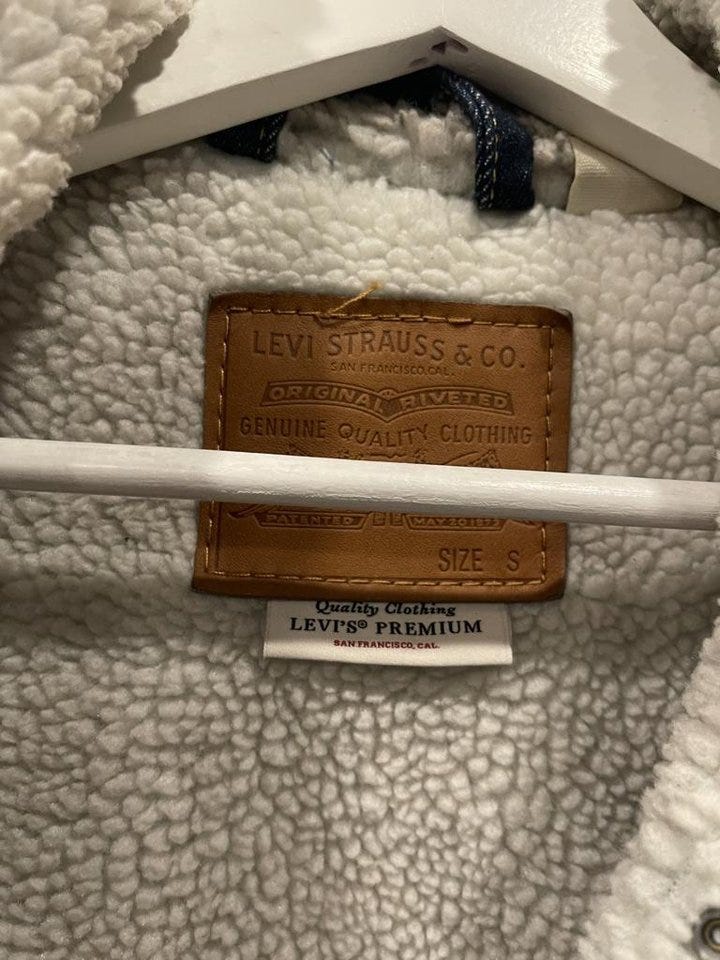 LEVI STRAUSS & CO.
SAN FRANCISCO, CAL.
ORIGINAL RIVETED
GENUINE QUALITY CLOTHING
PATENTED MAY 20 1873
SIZE S
Quality Clothing
LEVI'S® PREMIUM
SAN FRANCISCO, CAL.